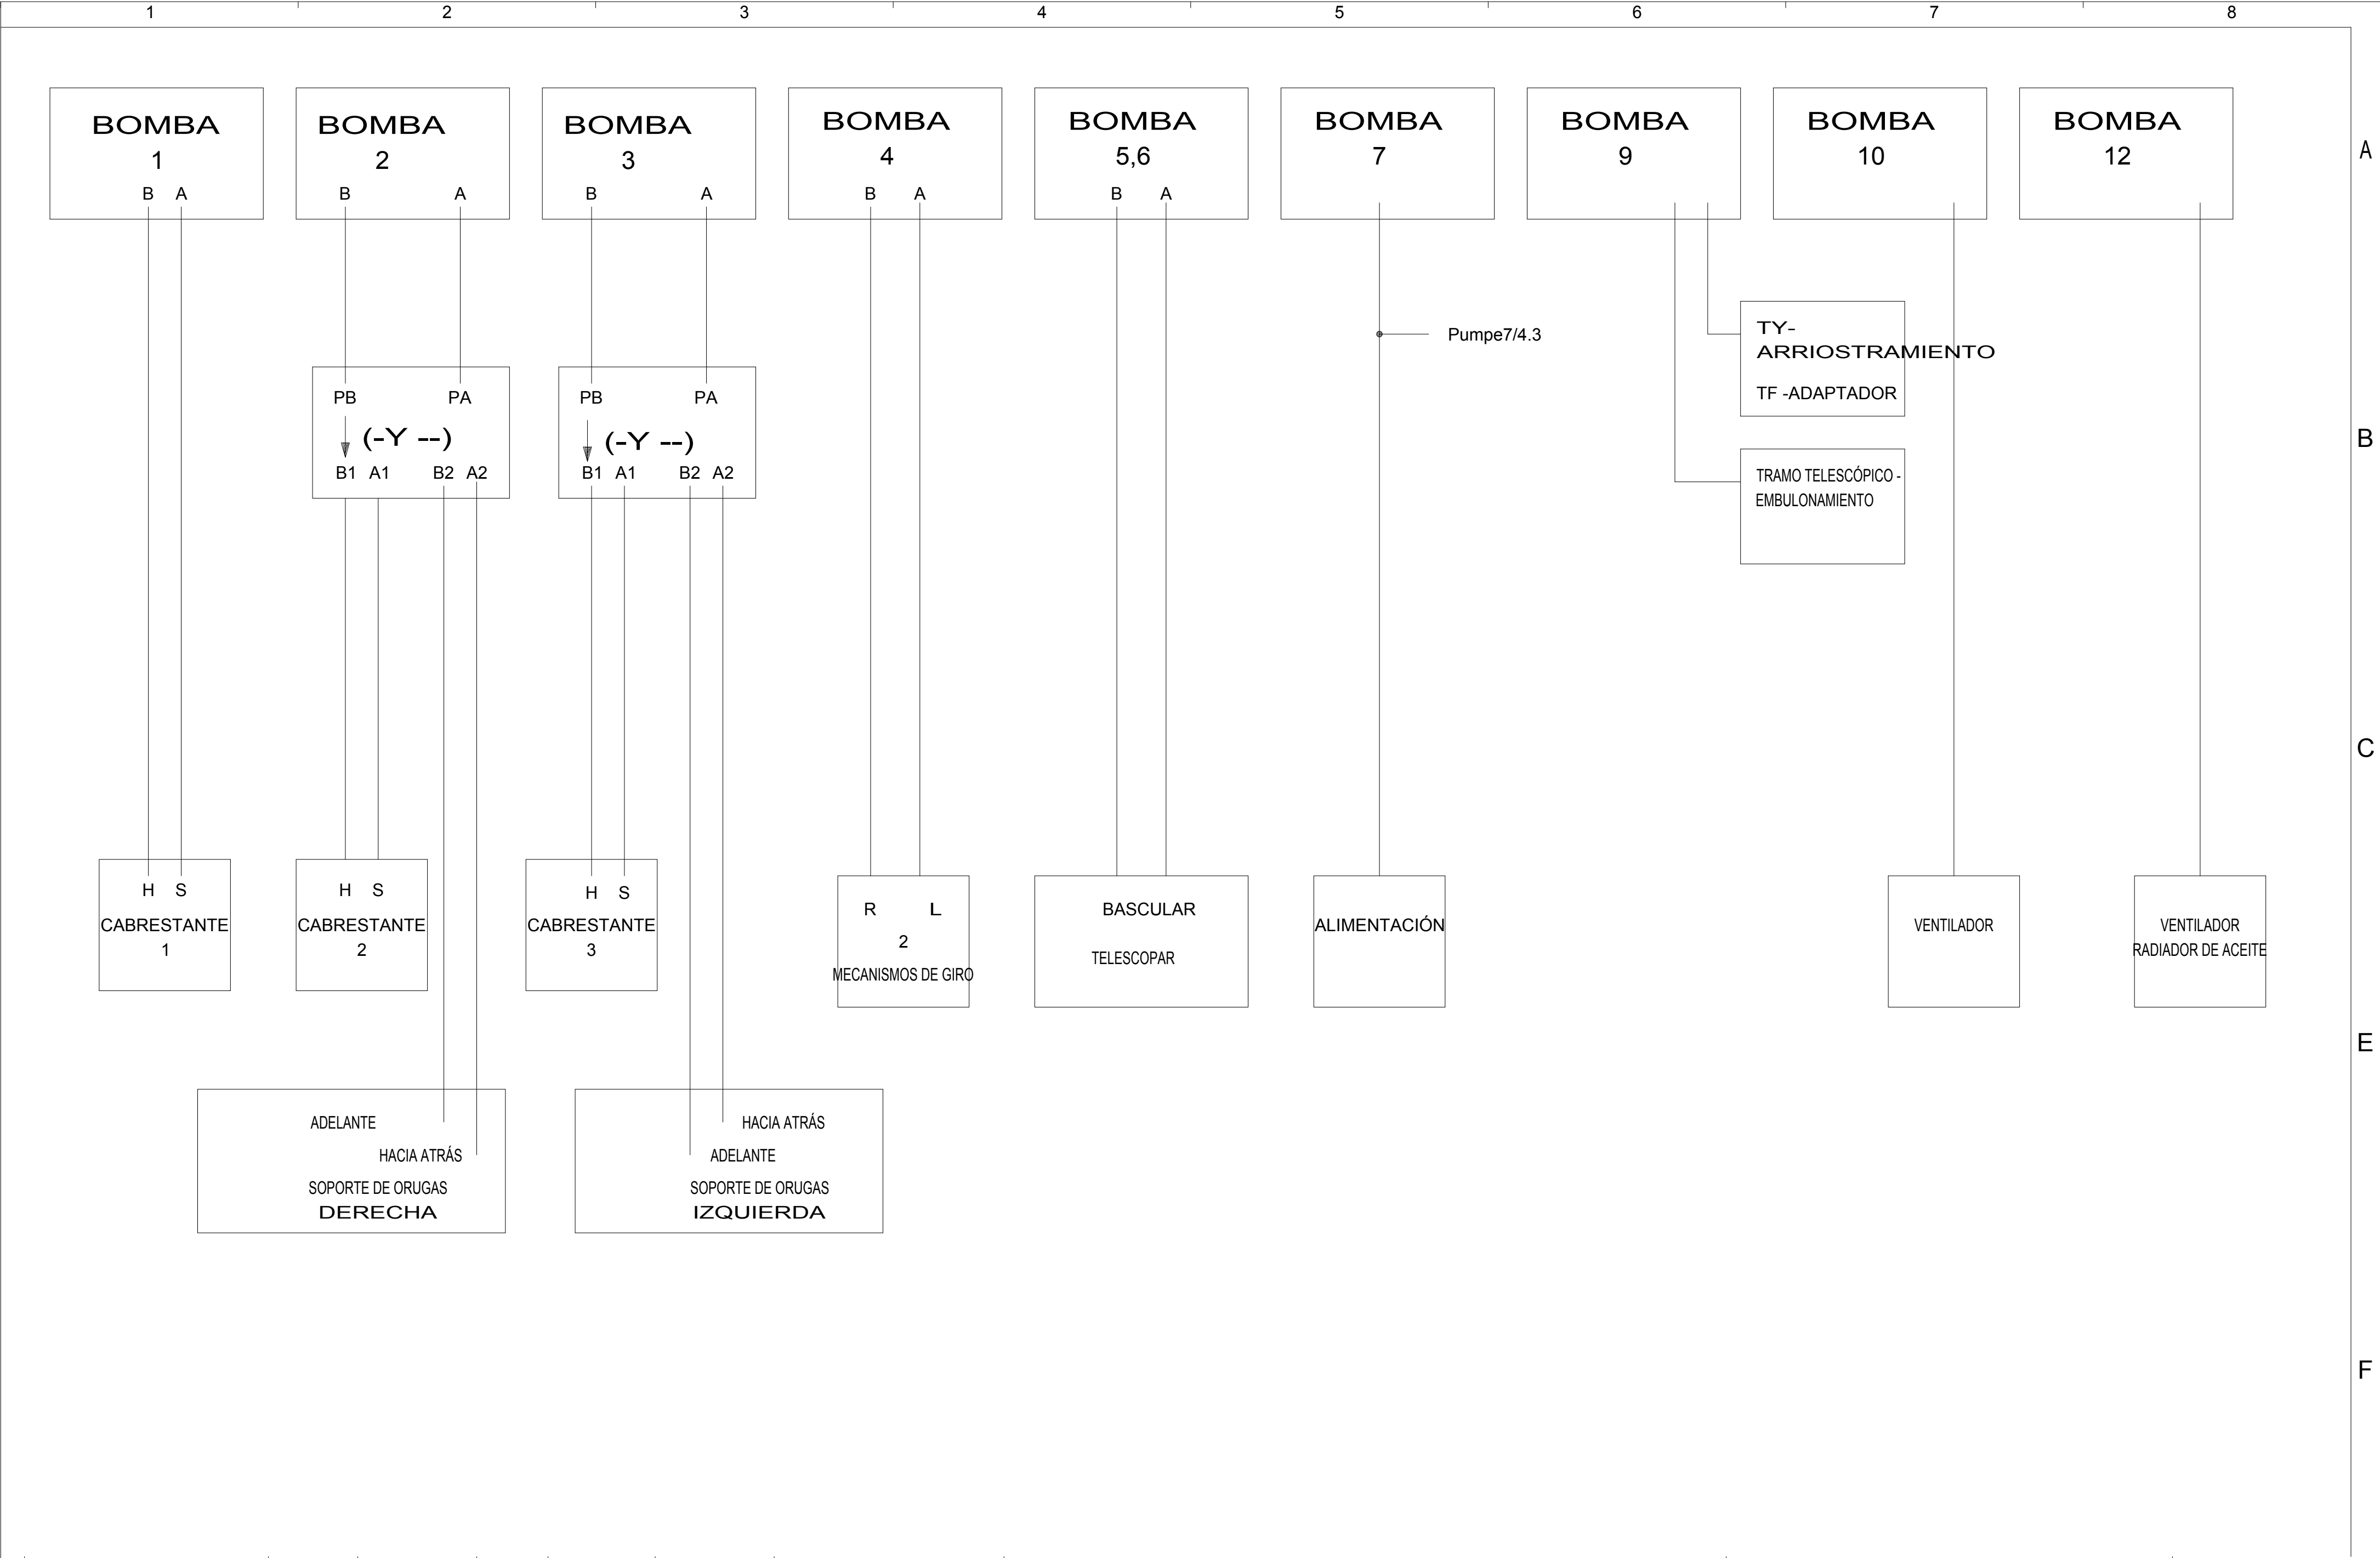 1 2 3 4 5 6 7 8
BOMBA BOMBA BOMBA BOMBA BOMBA BOMBA BOMBA BOMBA BOMBA
1 2 3 4 5,6 7 9 10 12
A
B A B A B A B A B A
Pumpe7/4.3
TY-
ARRIOSTRAMIENTO
TF -ADAPTADOR
PB PA PB PA
(-Y --) (-Y --)
B
B1 A1 B2 A2 B1 A1 B2 A2
TRAMO TELESCÓPICO -
EMBULONAMIENTO
C
H S H S H S
CABRESTANTE
1
CABRESTANTE
2
CABRESTANTE
3
R L
2
MECANISMOS DE GIRO
BASCULAR
TELESCOPAR
ALIMENTACIÓN
VENTILADOR
VENTILADOR
RADIADOR DE ACEITE
E
ADELANTE
HACIA ATRÁS
SOPORTE DE ORUGAS
DERECHA
HACIA ATRÁS
ADELANTE
SOPORTE DE ORUGAS
IZQUIERDA
F